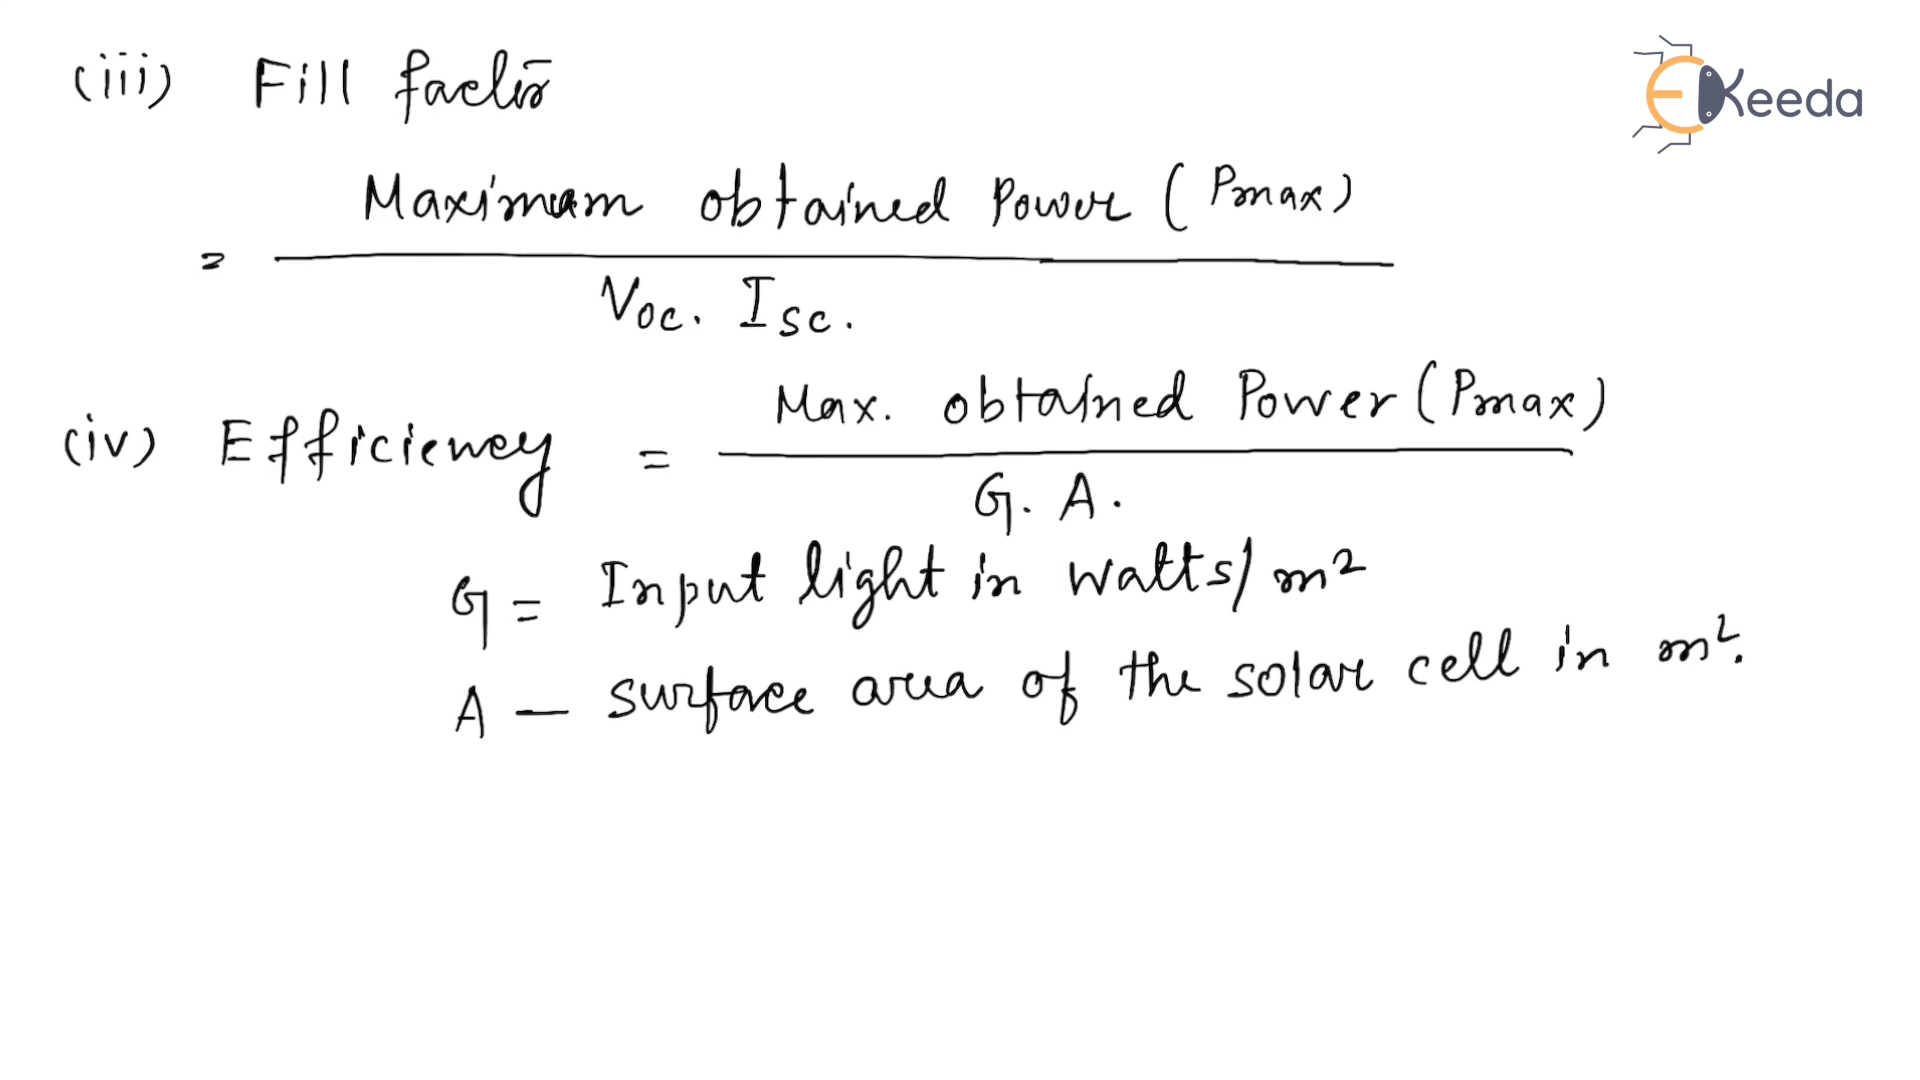 (iii) Fill factor
EKeeda
Maximum obtained Power (Pmax)
=
Voc. Isc.
Max. obtained Power (Pmax)
(iv) Efficiency =
G. A.
G = Input light in watts/m²
A — surface area of the solar cell in m².